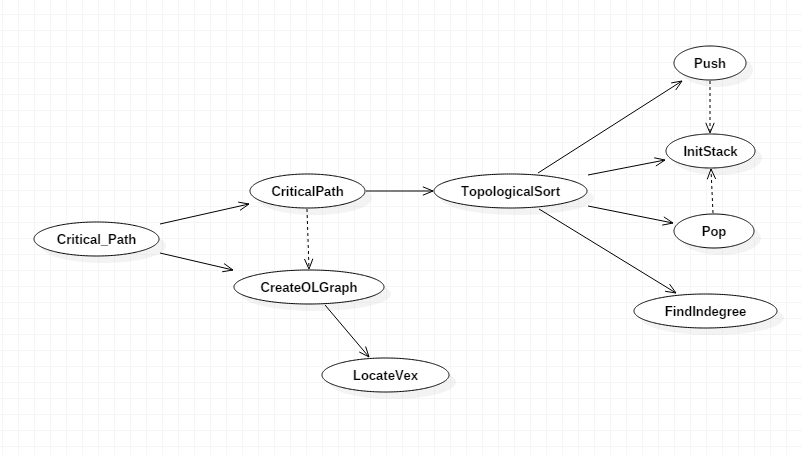 Push
InitStack
CriticalPath
TopologicalSort
Critical_Path
Pop
CreateOLGraph
FindIndegree
LocateVex